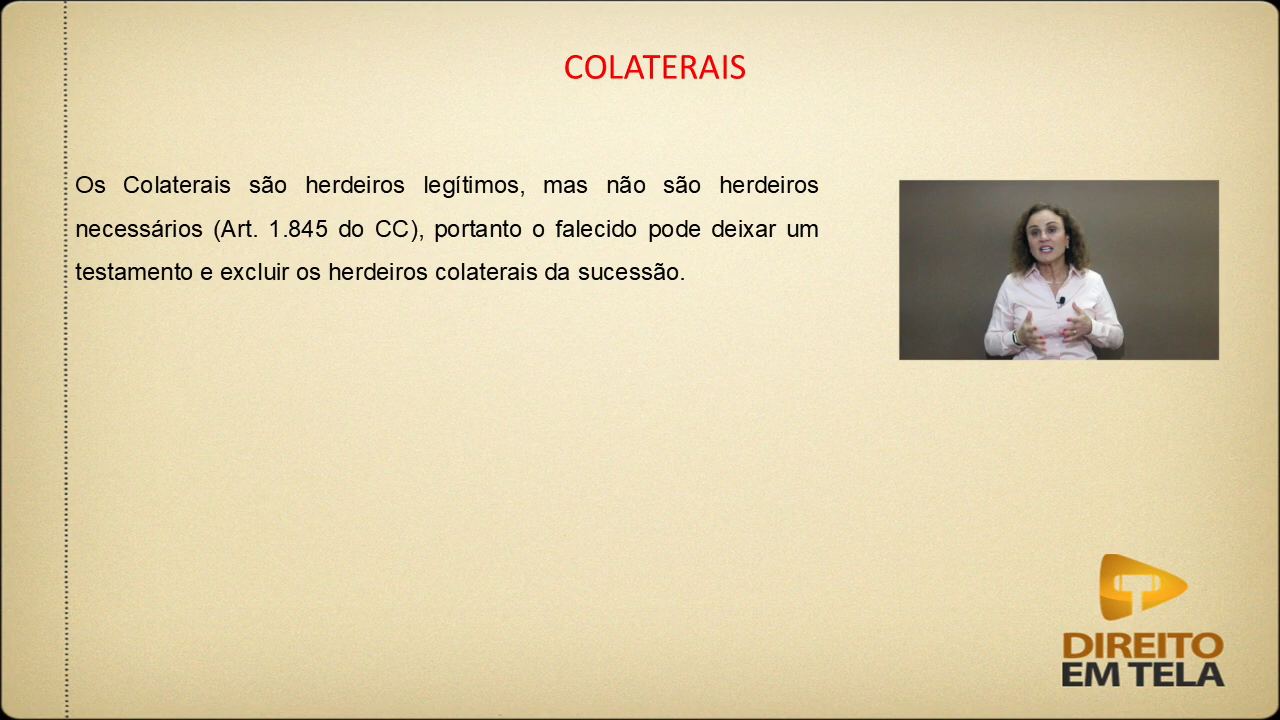 COLATERAIS
Os Colaterais são herdeiros legítimos, mas não são herdeiros
necessários (Art. 1.845 do CC), portanto o falecido pode deixar um
testamento e excluir os herdeiros colaterais da sucessão.
DIREITO
EM TELA